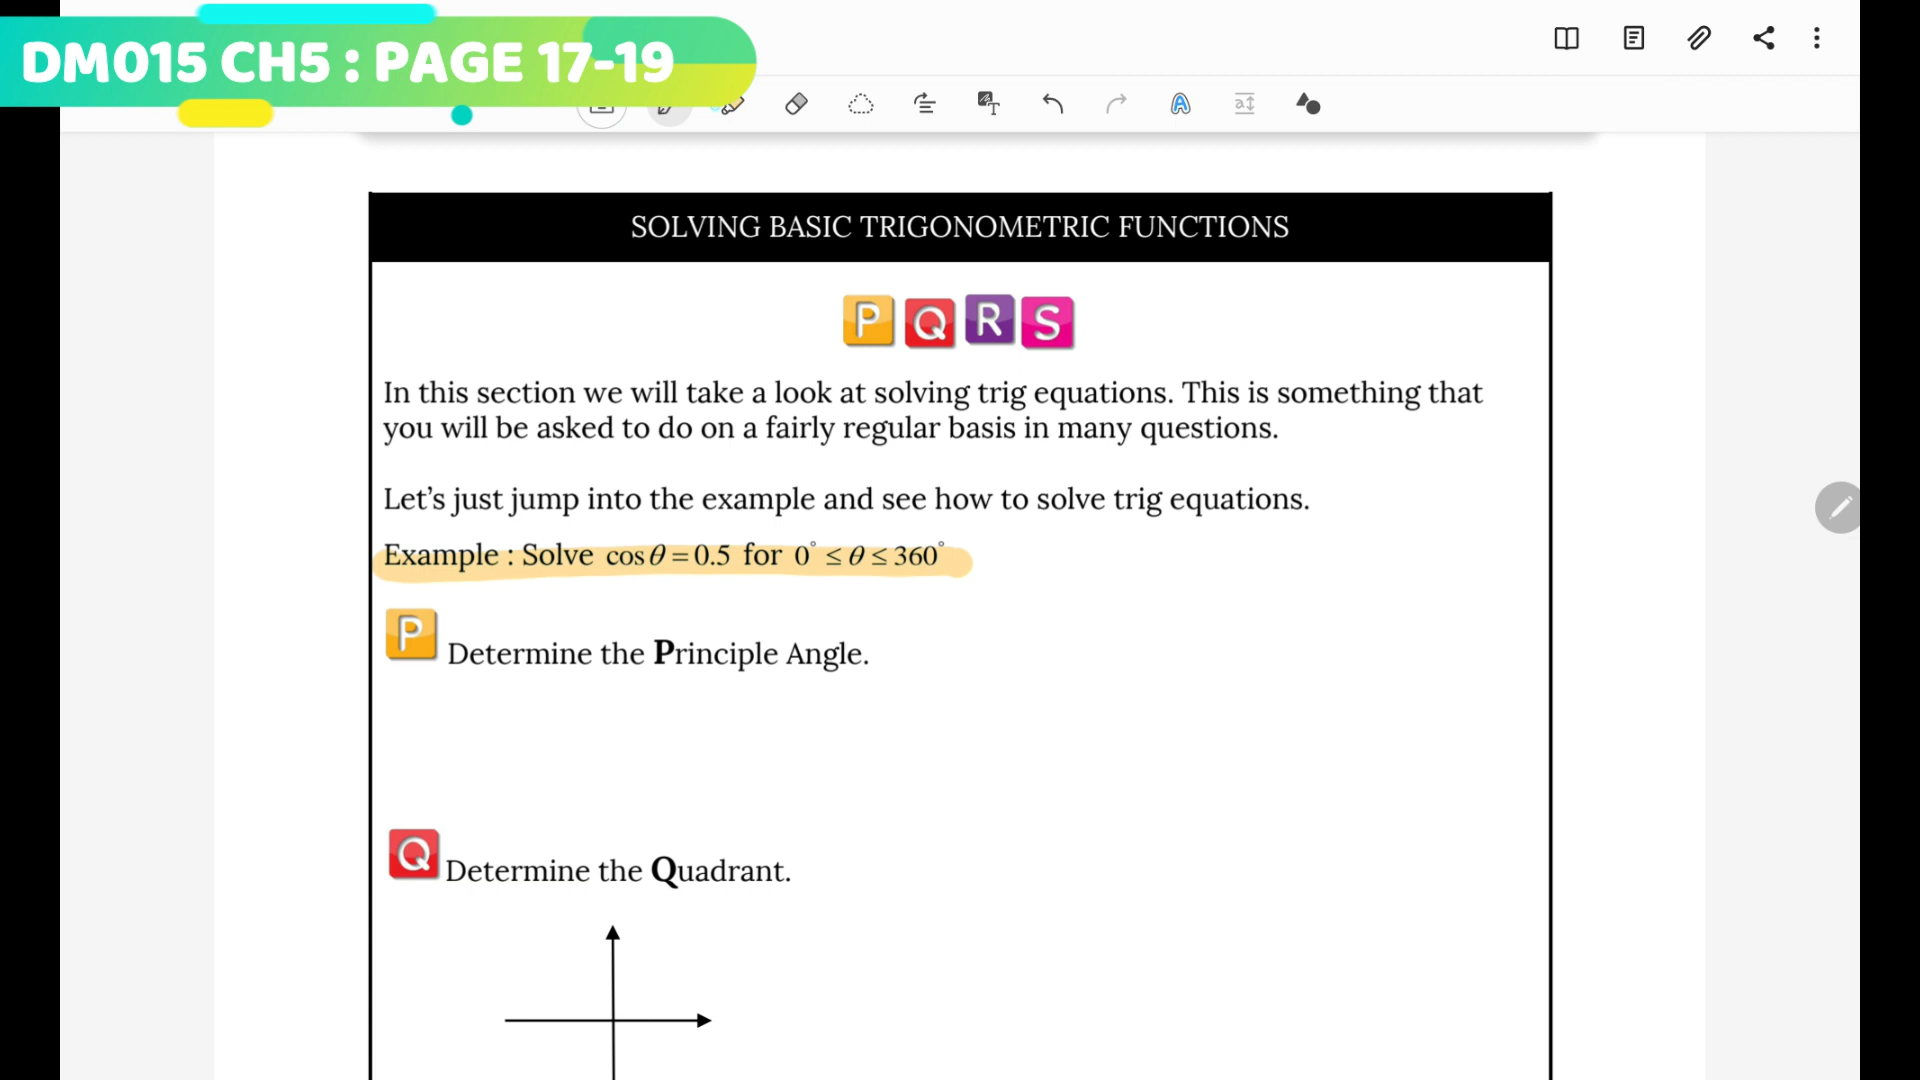 DM015 CH5 : PAGE 17-19
SOLVING BASIC TRIGONOMETRIC FUNCTIONS
P Q R S
In this section we will take a look at solving trig equations. This is something that
you will be asked to do on a fairly regular basis in many questions.
Let’s just jump into the example and see how to solve trig equations.
Example : Solve cos θ = 0.5 for 0° ≤ θ ≤ 360°
P Determine the Principle Angle.
Q Determine the Quadrant.